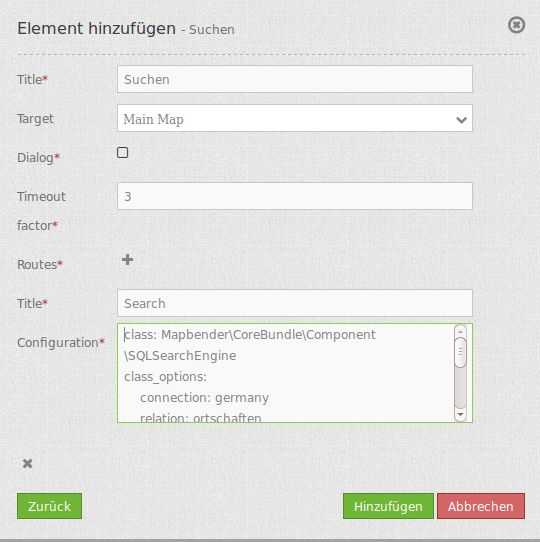 Element hinzufügen - Suchen
Title* Suchen
Target Main Map
Dialog*
Timeout factor* 3
Routes*
Title* Search
Configuration* class: Mapbender\CoreBundle\Component
\SQLSearchEngine
class_options:
connection: germany
relation: ortschaften
Zurück Hinzufügen Abbrechen